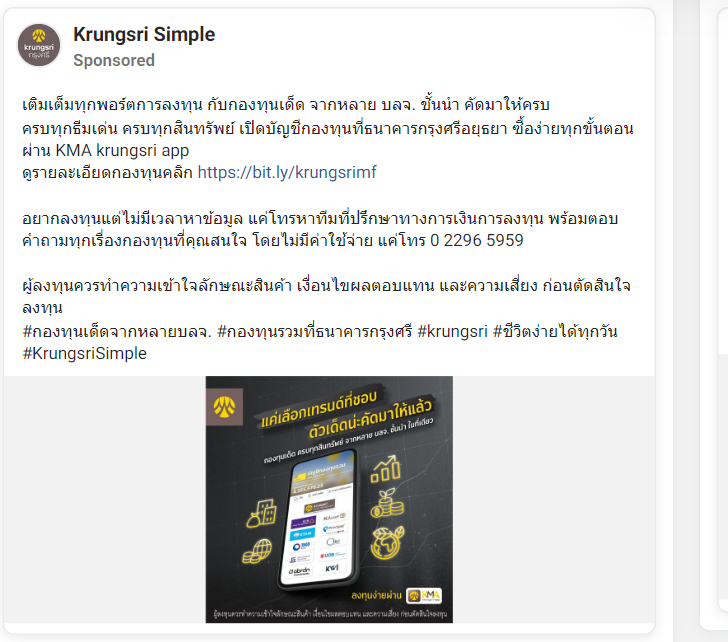 Krungsri Simple
Sponsored
krungsri
กรุงศรี
เติมเต็มทุกพอร์ตการลงทุน กับกองทุนเด็ด จากหลาย บลจ. ชั้นนำ คัดมาให้ครบ
ครบทุกธีมเด่น ครบทุกสินทรัพย์ เปิดบัญชีกองทุนที่ธนาคารกรุงศรีอยุธยา ซื้อง่ายทุกขั้นตอน
ผ่าน KMA krungsri app
ดูรายละเอียดกองทุนคลิก https://bit.ly/krungsrimf
อยากลงทุนแต่ไม่มีเวลาหาข้อมูล แค่โทรหาทีมที่ปรึกษาทางการเงินการลงทุน พร้อมตอบ
คำถามทุกเรื่องกองทุนที่คุณสนใจ โดยไม่มีค่าใช้จ่าย แค่โทร 0 2296 5959
ผู้ลงทุนควรทำความเข้าใจลักษณะสินค้า เงื่อนไขผลตอบแทน และความเสี่ยง ก่อนตัดสินใจ
ลงทุน
#กองทุนเด็ดจากหลายบลจ. #กองทุนรวมที่ธนาคารกรุงศรี #krungsri #ชีวิตง่ายได้ทุกวัน
#KrungsriSimple
แค่เลือกเทรนด์ที่ชอบ
ตัวเด็ดน่ะคัดมาให้แล้ว
กองทุนเด็ด ครบทุกสินทรัพย์ จากหลาย บลจ. ชั้นนำ ในที่เดียว
abrdn
KWI
ลงทุนง่ายผ่าน KMA
ผู้ลงทุนควรทำความเข้าใจลักษณะสินค้า เงื่อนไขผลตอบแทน และความเสี่ยง ก่อนตัดสินใจลงทุน